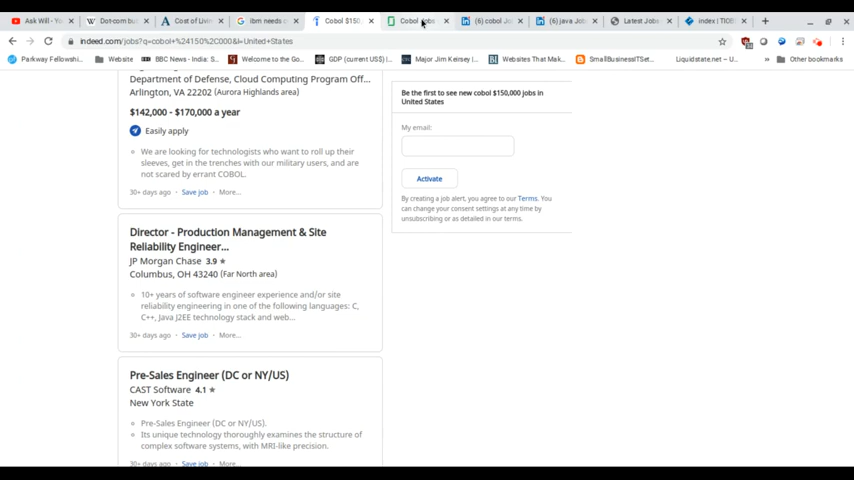 Ask Will - Yo
Dot-com bu
Cost of Livin
ibm needs c
Cobol $150,
Cobol Jobs
(6) cobol Jo
(6) java Job
Latest Jobs
index | TIOB
indeed.com/jobs?q=cobol+%24150%2C000&l=United+States
Parkway Fellowship...
Website
BBC News - India: S...
Welcome to the Go...
GDP (current US$) |...
Major Jim Keirsey |...
Websites That Mak...
SmallBusinessITSet...
Liquidstate.net – U...
»
Other bookmarks
Department of Defense, Cloud Computing Program Off...
Arlington, VA 22202 (Aurora Highlands area)
$142,000 - $170,000 a year
Easily apply
We are looking for technologists who want to roll up their
sleeves, get in the trenches with our military users, and are
not scared by errant COBOL.
30+ days ago · Save job · More...
Director - Production Management & Site
Reliability Engineer...
JP Morgan Chase 3.9 ★
Columbus, OH 43240 (Far North area)
10+ years of software engineer experience and/or site
reliability engineering in one of the following languages: C,
C++, Java J2EE technology stack and web...
30+ days ago · Save job · More...
Pre-Sales Engineer (DC or NY/US)
CAST Software 4.1 ★
New York State
Pre-Sales Engineer (DC or NY/US).
Its unique technology thoroughly examines the structure of
complex software systems, with MRI-like precision.
30+ days ago · Save job · More...
Be the first to see new cobol $150,000 jobs in
United States
My email:
Activate
By creating a job alert, you agree to our Terms. You
can change your consent settings at any time by
unsubscribing or as detailed in our terms.